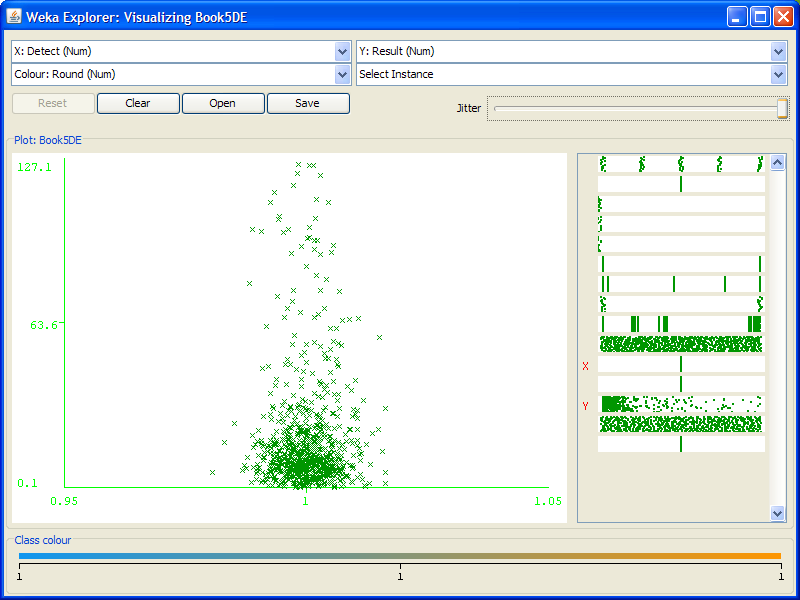 Weka Explorer: Visualizing Book5DE
X: Detect (Num)
Y: Result (Num)
Colour: Round (Num)
Select Instance
Reset
Clear
Open
Save
Jitter
Plot: Book5DE
127.1
63.6
0.1
0.95
1
1.05
X
Y
Class colour
1
1
1